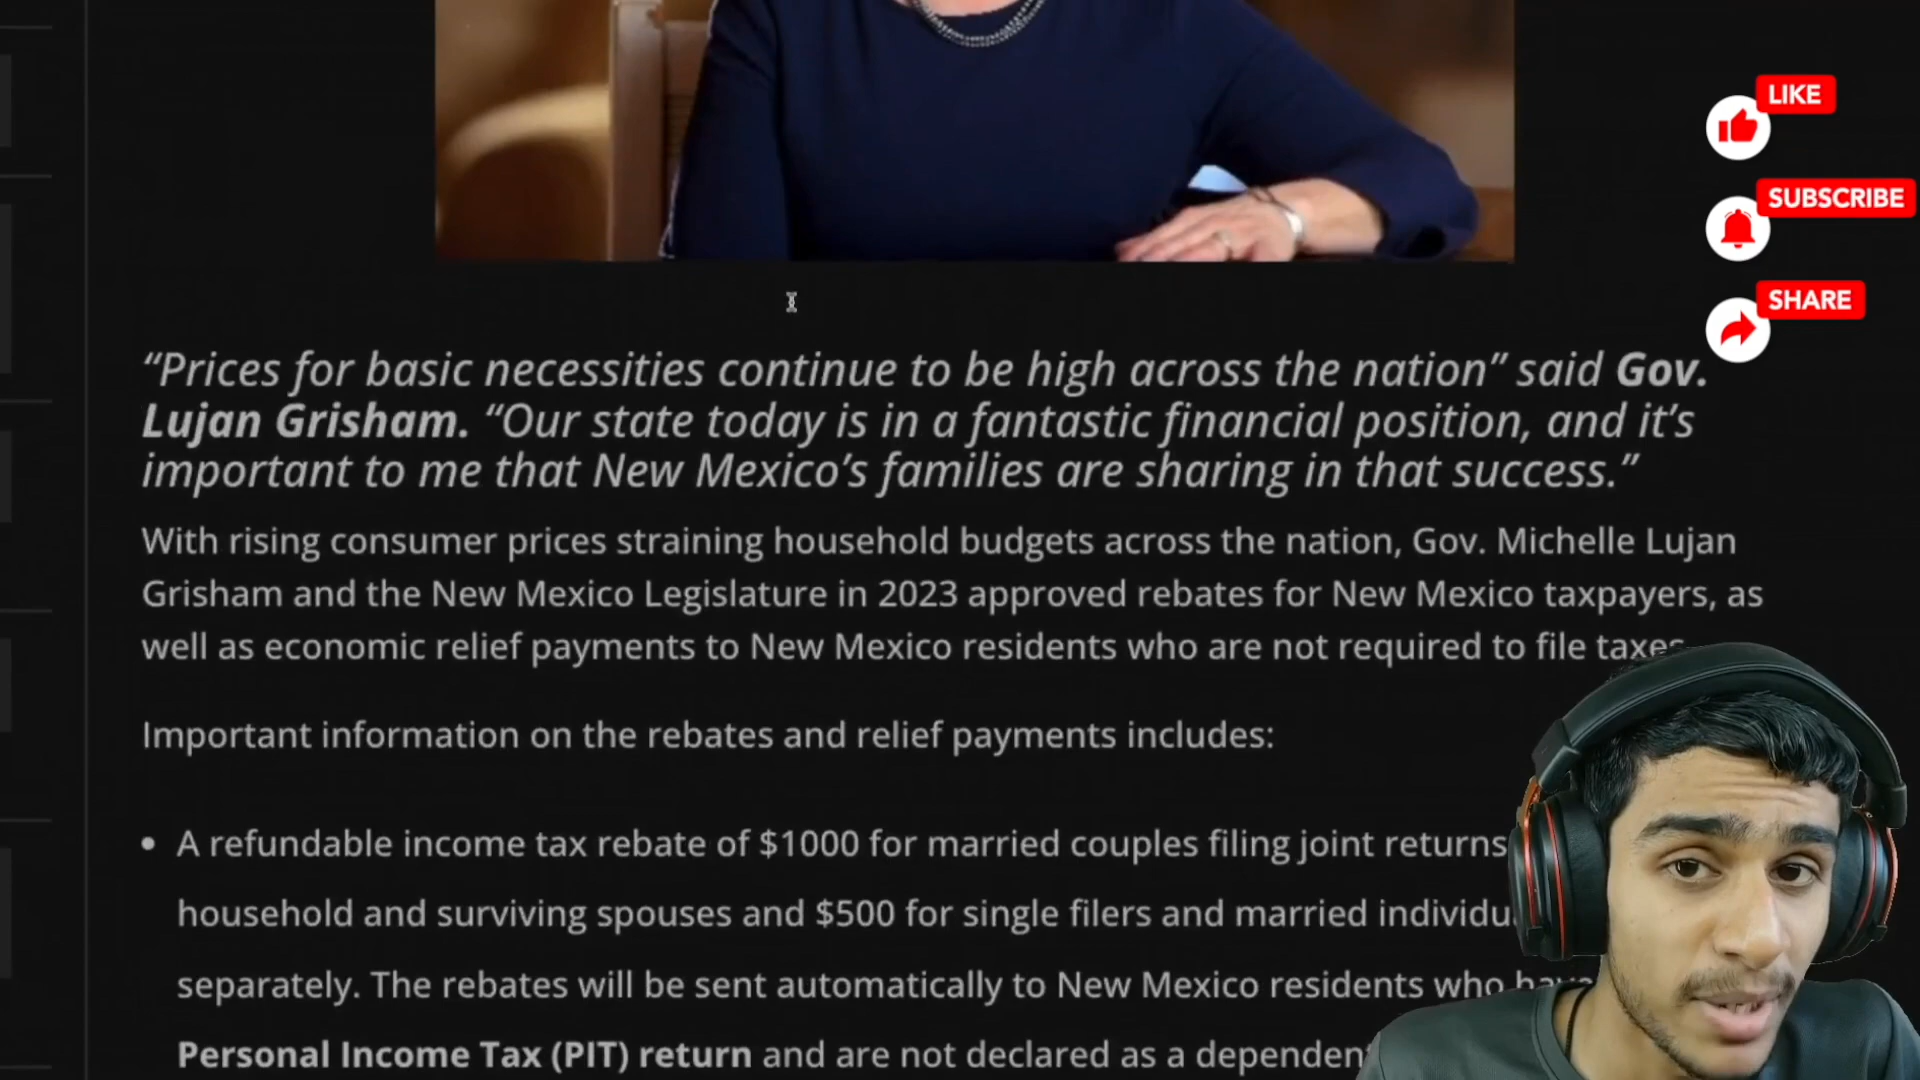 LIKE
SUBSCRIBE
SHARE
“Prices for basic necessities continue to be high across the nation” said Gov.
Lujan Grisham. “Our state today is in a fantastic financial position, and it’s
important to me that New Mexico’s families are sharing in that success.”
With rising consumer prices straining household budgets across the nation, Gov. Michelle Lujan
Grisham and the New Mexico Legislature in 2023 approved rebates for New Mexico taxpayers, as
well as economic relief payments to New Mexico residents who are not required to file taxes
Important information on the rebates and relief payments includes:
• A refundable income tax rebate of $1000 for married couples filing joint returns
household and surviving spouses and $500 for single filers and married
separately. The rebates will be sent automatically to New Mexico residents who have
Personal Income Tax (PIT) return and are not declared as a dependent